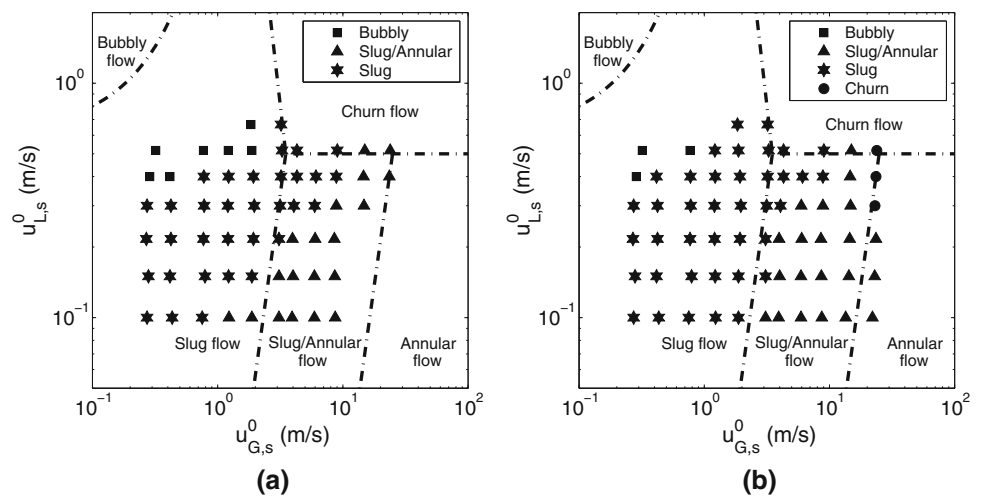 Bubbly
flow
Bubbly
Slug/Annular
Slug
Churn flow
Slug flow
Slug/Annular
flow
Annular
flow
10^0
10^-1
u^0_L,s (m/s)
10^-1
10^0
10^1
10^2
u^0_G,s (m/s)
(a)
Bubbly
flow
Bubbly
Slug/Annular
Slug
Churn
Churn flow
Slug flow
Slug/Annular
flow
Annular
flow
10^0
10^-1
u^0_L,s (m/s)
10^-1
10^0
10^1
10^2
u^0_G,s (m/s)
(b)